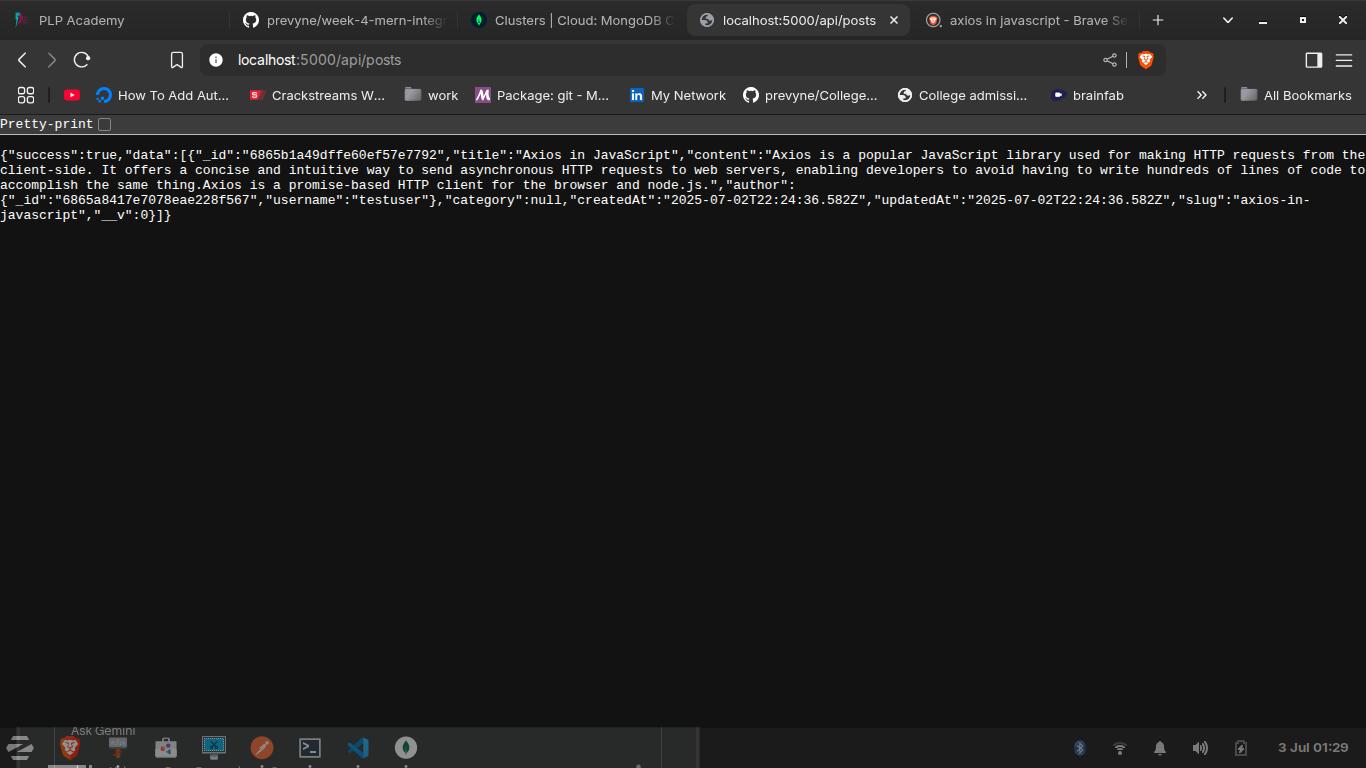 PLP Academy
prevyne/week-4-mern-integr
Clusters | Cloud: MongoDB C
localhost:5000/api/posts
axios in javascript - Brave Se
localhost:5000/api/posts
How To Add Aut...
Crackstreams W...
work
Package: git - M...
My Network
prevyne/College...
College admissi...
brainfab
All Bookmarks
Pretty-print
{"success":true,"data":[{"_id":"6865b1a49dffe60ef57e7792","title":"Axios in JavaScript","content":"Axios is a popular JavaScript library used for making HTTP requests from the
client-side. It offers a concise and intuitive way to send asynchronous HTTP requests to web servers, enabling developers to avoid having to write hundreds of lines of code to
accomplish the same thing.Axios is a promise-based HTTP client for the browser and node.js.","author":
{"_id":"6865a8417e7078eae228f567","username":"testuser"},"category":null,"createdAt":"2025-07-02T22:24:36.582Z","updatedAt":"2025-07-02T22:24:36.582Z","slug":"axios-in-
javascript","__v":0}]}
Ask Gemini
3 Jul 01:29